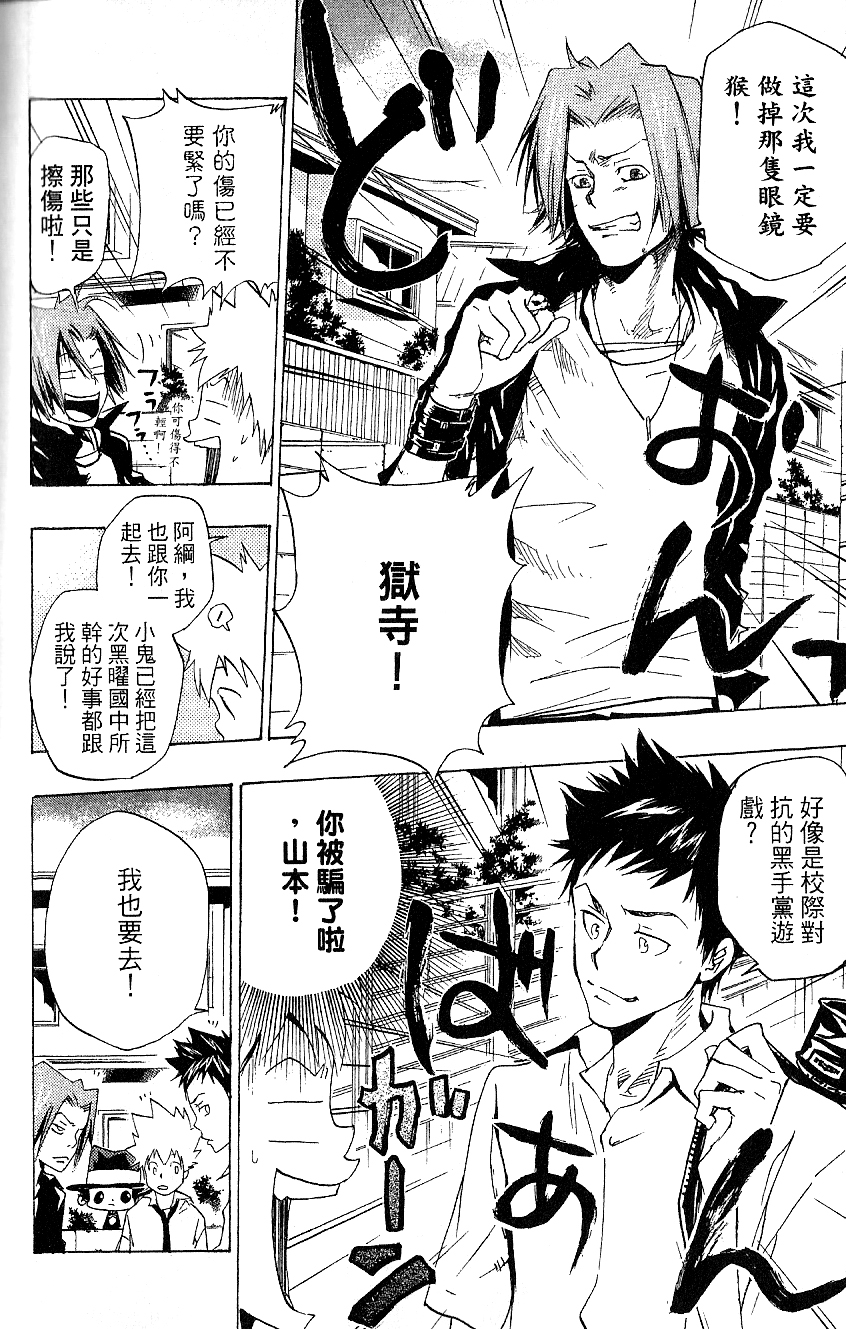 這次我一定要
做掉那隻眼鏡
猴！
どおん
獄寺！
你的傷已經不
要緊了嗎？
那些只是
擦傷啦！
你可傷得不
輕啊！
フラフラ
阿綱，我
也跟你一
起去！
小鬼已經把這
次黑曜國中所
幹的好事都跟
我說了！
好像是校際對
抗的黑手黨遊
戲？
ばあん
你被騙了啦
，山本！
ガーン
我也要去！